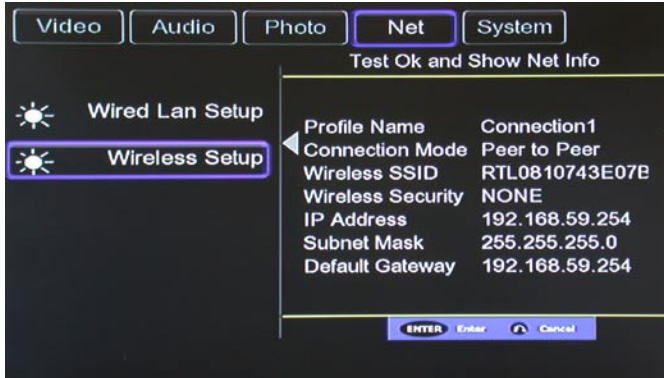 Video Audio Photo Net System
Test Ok and Show Net Info
Wired Lan Setup
Wireless Setup
Profile Name Connection1
Connection Mode Peer to Peer
Wireless SSID RTL0810743E07B
Wireless Security NONE
IP Address 192.168.59.254
Subnet Mask 255.255.255.0
Default Gateway 192.168.59.254
ENTER Enter Cancel